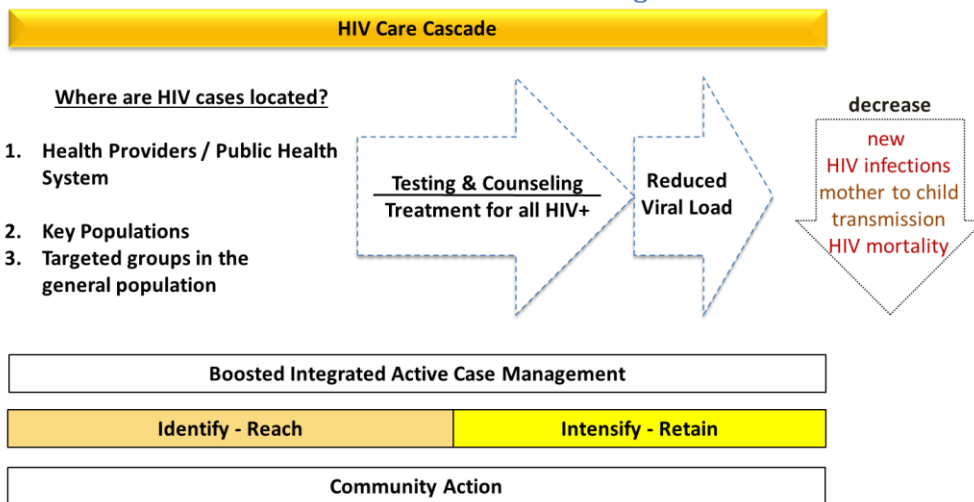 HIV Care Cascade
Where are HIV cases located?
1. Health Providers / Public Health
System
2. Key Populations
3. Targeted groups in the
general population
Testing & Counseling
Treatment for all HIV+
Reduced
Viral Load
decrease
new
HIV infections
mother to child
transmission
HIV mortality
Boosted Integrated Active Case Management
Identify - Reach
Intensify - Retain
Community Action